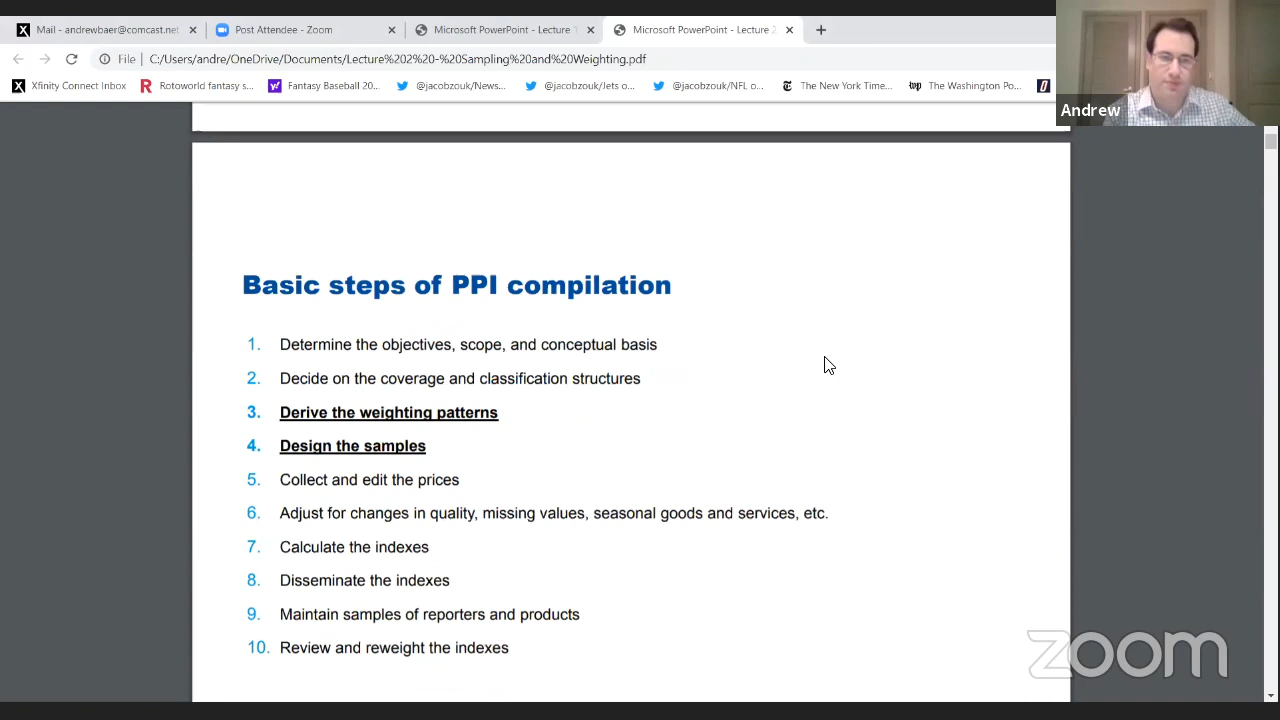 Mail - andrewbaer@comcast.net
Post Attendee - Zoom
Microsoft PowerPoint - Lecture 1
Microsoft PowerPoint - Lecture 2
File | C:/Users/andre/OneDrive/Documents/Lecture%202%20-%20Sampling%20and%20Weighting.pdf
Xfinity Connect Inbox
Rotoworld fantasy s...
Fantasy Baseball 20...
@jacobzouk/News...
@jacobzouk/Jets o...
@jacobzouk/NFL o...
The New York Time...
The Washington Po...
Andrew
Basic steps of PPI compilation
1. Determine the objectives, scope, and conceptual basis
2. Decide on the coverage and classification structures
3. Derive the weighting patterns
4. Design the samples
5. Collect and edit the prices
6. Adjust for changes in quality, missing values, seasonal goods and services, etc.
7. Calculate the indexes
8. Disseminate the indexes
9. Maintain samples of reporters and products
10. Review and reweight the indexes
zoom